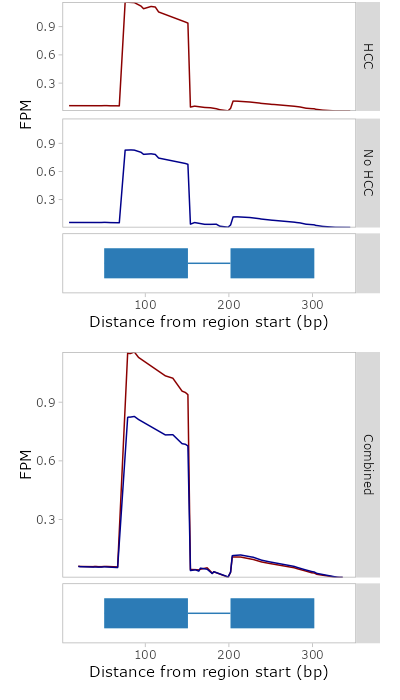 0.9
0.6
0.3
HCC
FPM
0.9
0.6
0.3
No HCC
100
200
300
Distance from region start (bp)
0.9
0.6
0.3
FPM
Combined
100
200
300
Distance from region start (bp)